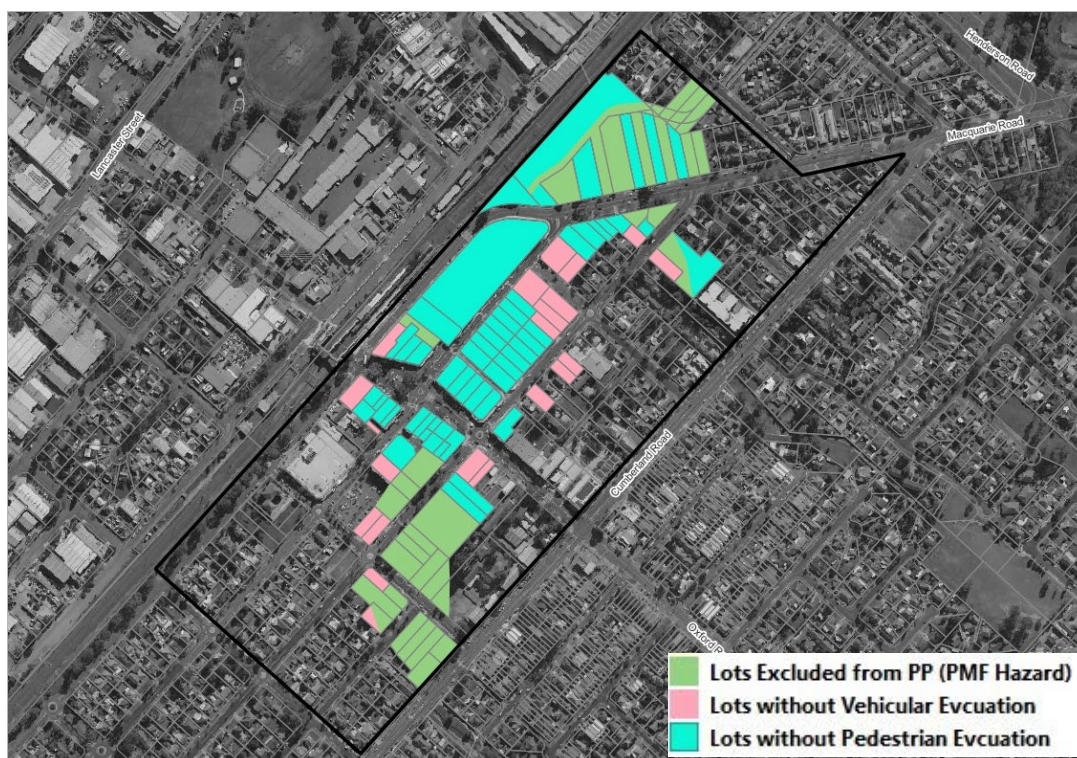 Henderson Road
Lancaster Street
Macquarie Road
Cumberland Road
Oxford R
Lots Excluded from PP (PMF Hazard)
Lots without Vehicular Evcuation
Lots without Pedestrian Evcuation